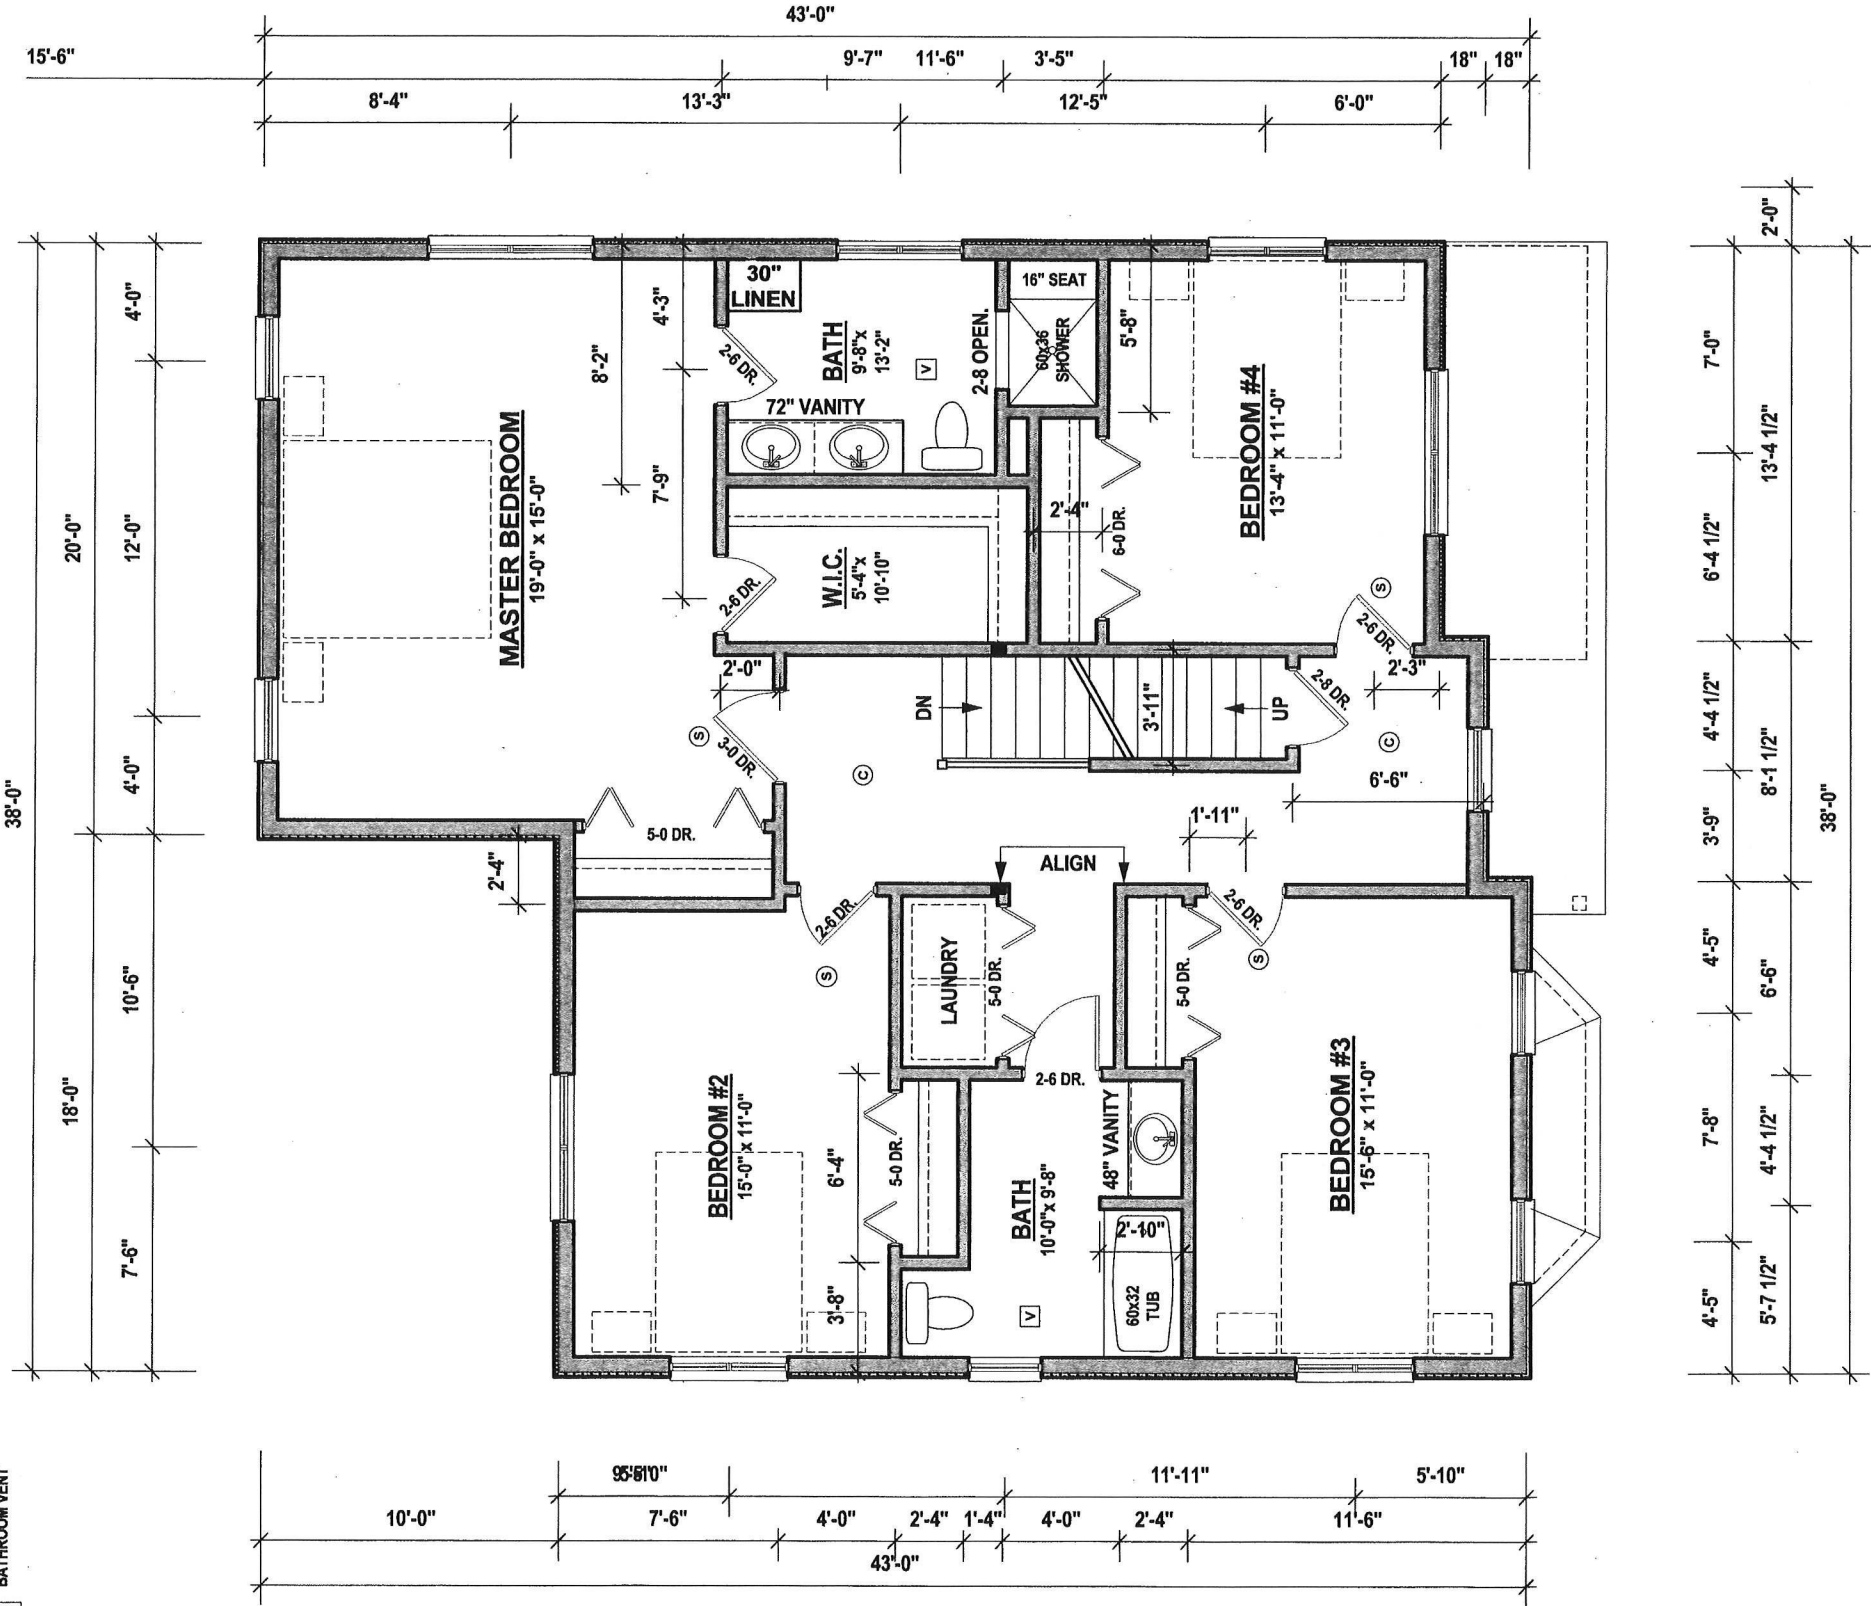 43'-0"
15'-6"
9'-7" 11'-6" 3'-5" 18" 18"
8'-4" 13'-3" 12'-5" 6'-0"
2'-0"
30"
LINEN
4'-3"
8'-2"
4'-0"
BATH
9'-8"x
13'-2"
V
2-6 DR.
2-8 OPEN.
16" SEAT
60x36
SHOWER
5'-8"
7'-0"
72" VANITY
MASTER BEDROOM
19'-0" x 15'-0"
BEDROOM #4
13'-4" x 11'-0"
13'-4 1/2"
7'-9"
20'-0"
12'-0"
W.I.C.
5'-4"x
10'-10"
2-6 DR.
2'-4"
6-0 DR.
6'-4 1/2"
S
2-6 DR.
2'-3"
2'-0"
S
3-0 DR.
DN
3'-11"
UP
2-8 DR.
C
C
4'-4 1/2"
8'-1 1/2"
38'-0"
38'-0"
4'-0"
6'-6"
1'-11"
3'-9"
5-0 DR.
2'-4"
ALIGN
2-6 DR.
2-6 DR.
S
S
LAUNDRY
5-0 DR.
5-0 DR.
4'-5"
6'-6"
10'-6"
18'-0"
2-6 DR.
BEDROOM #2
15'-0" x 11'-0"
6'-4"
5-0 DR.
48" VANITY
BEDROOM #3
15'-6" x 11'-0"
7'-8"
4'-4 1/2"
BATH
10'-0"x 9'-8"
2'-10"
7'-6"
3'-8"
V
60x32
TUB
4'-5"
5'-7 1/2"
BATHROOM VENT
11'-11" 5'-10"
10'-0" 7'-6" 4'-0" 2'-4" 1'-4" 4'-0" 2'-4" 11'-6"
43'-0"